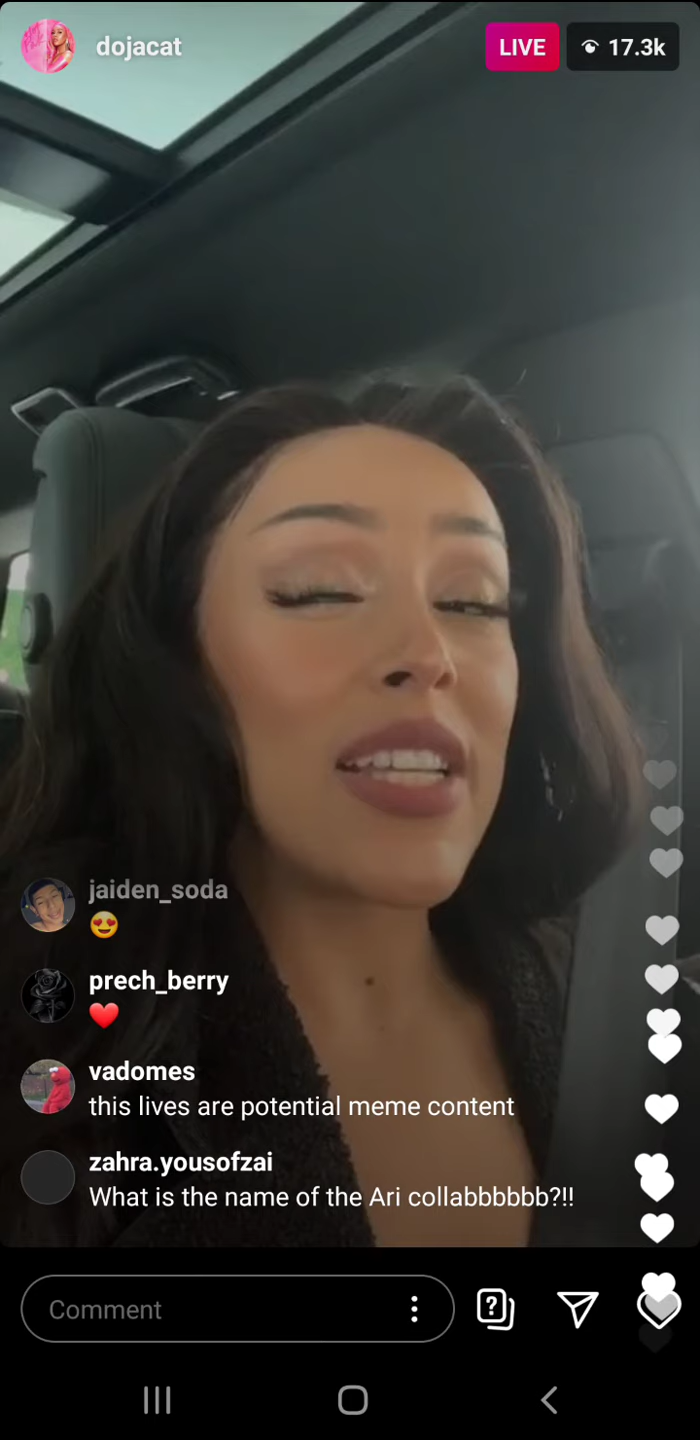 dojacat
LIVE
17.3k
jaiden_soda
😍
prech_berry
❤️
vadomes
this lives are potential meme content
zahra.yousofzai
What is the name of the Ari collabbbbbb?!!
Comment